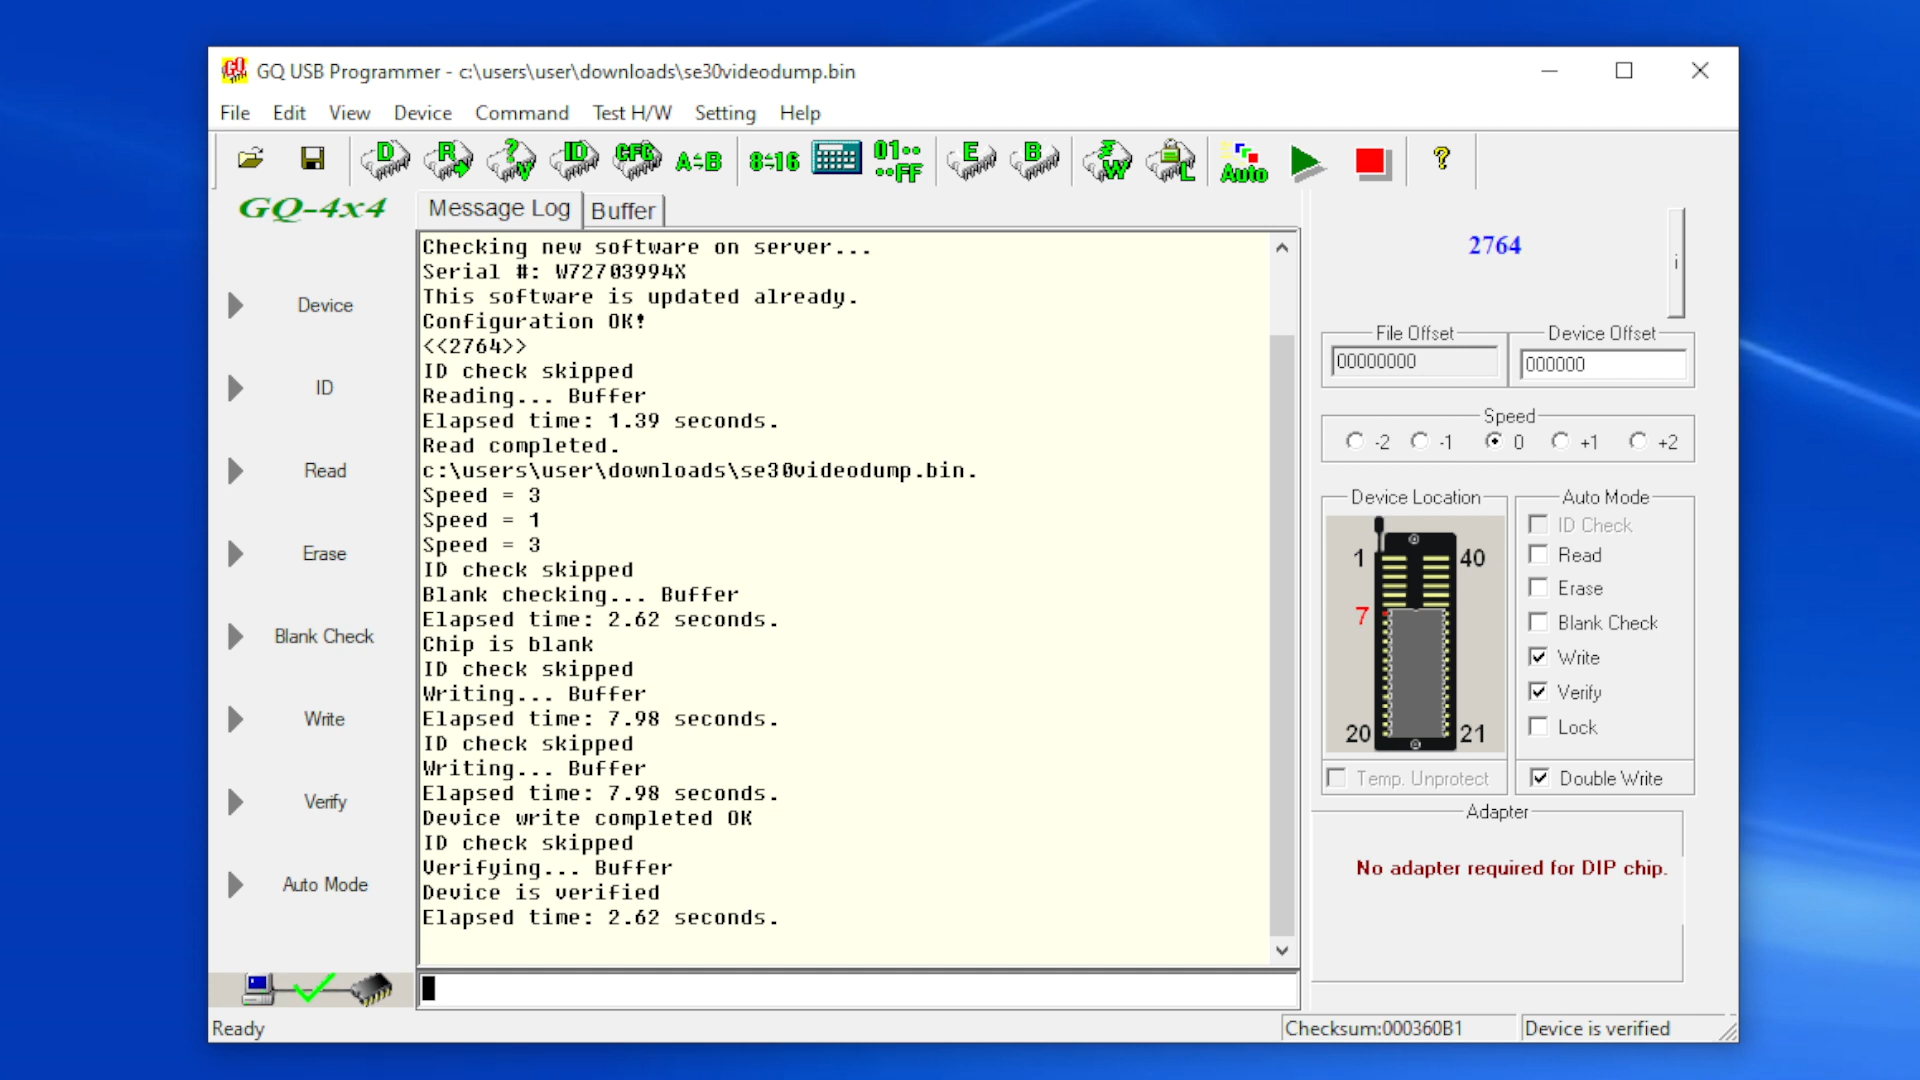 GQ USB Programmer - c:\users\user\downloads\se30videodump.bin
File Edit View Device Command Test H/W Setting Help
D R ? V ID CFG A÷B 8÷16 01·· ··FF E B W L Auto ?
GQ-4x4
Message Log Buffer
Checking new software on server...
Serial #: W72703994X
This software is updated already.
Configuration OK!
<<2764>>
ID check skipped
Reading... Buffer
Elapsed time: 1.39 seconds.
Read completed.
c:\users\user\downloads\se30videodump.bin.
Speed = 3
Speed = 1
Speed = 3
ID check skipped
Blank checking... Buffer
Elapsed time: 2.62 seconds.
Chip is blank
ID check skipped
Writing... Buffer
Elapsed time: 7.98 seconds.
ID check skipped
Writing... Buffer
Elapsed time: 7.98 seconds.
Device write completed OK
ID check skipped
Verifying... Buffer
Device is verified
Elapsed time: 2.62 seconds.
Device
ID
Read
Erase
Blank Check
Write
Verify
Auto Mode
2764
i
File Offset
00000000
Device Offset
000000
Speed
-2 -1 0 +1 +2
Device Location
1 40
7
20 21
Temp. Unprotect
Auto Mode
ID Check
Read
Erase
Blank Check
Write
Verify
Lock
Double Write
Adapter
No adapter required for DIP chip.
Ready
Checksum:000360B1
Device is verified